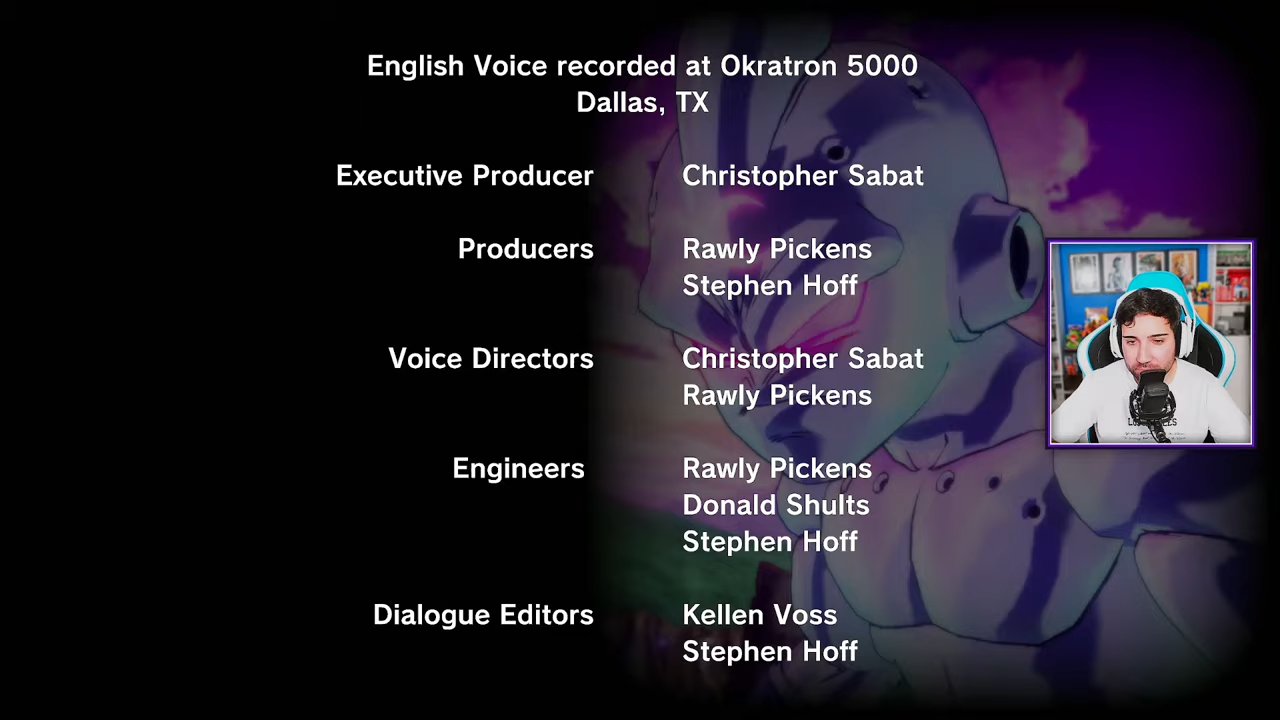 English Voice recorded at Okratron 5000
Dallas, TX
Executive Producer Christopher Sabat
Producers Rawly Pickens
Stephen Hoff
Voice Directors Christopher Sabat
Rawly Pickens
Engineers Rawly Pickens
Donald Shults
Stephen Hoff
Dialogue Editors Kellen Voss
Stephen Hoff